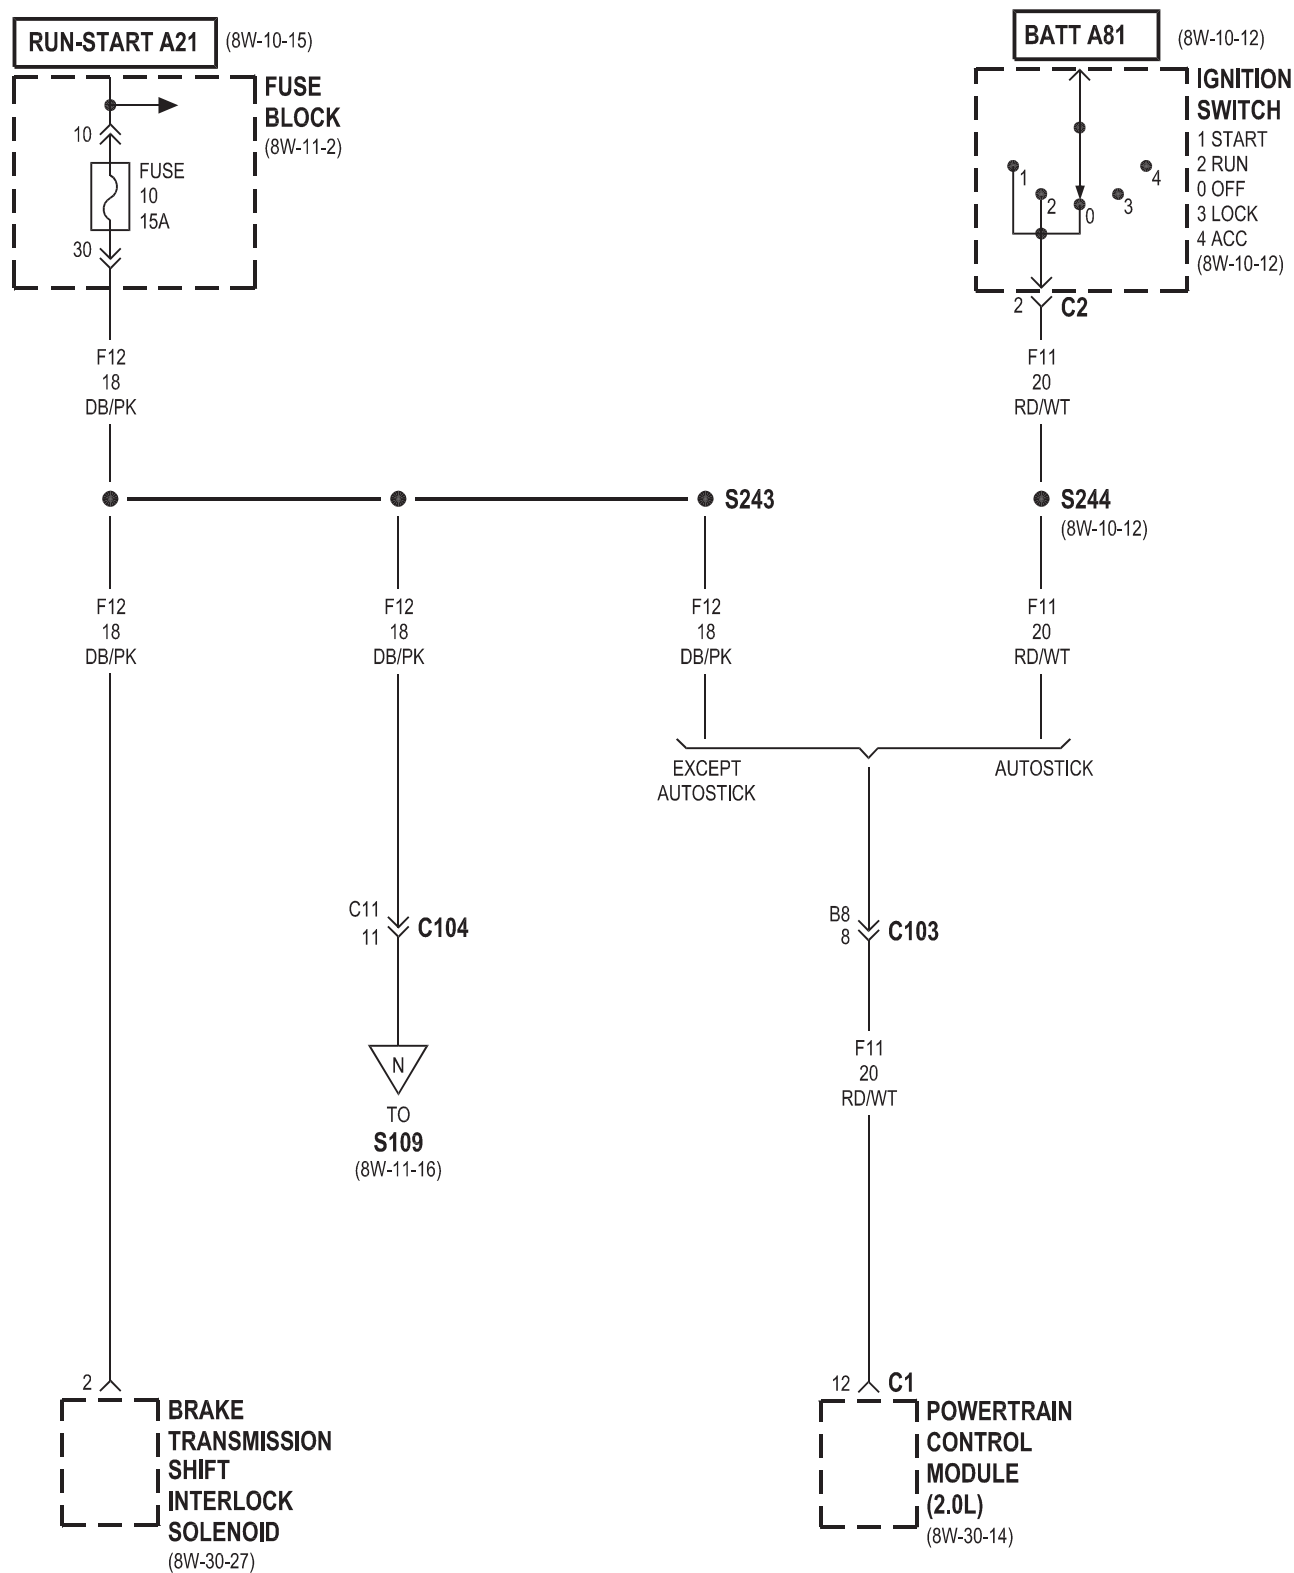 RUN-START A21
(8W-10-15)
BATT A81
(8W-10-12)
FUSE
BLOCK
(8W-11-2)
10
FUSE
10
15A
30
IGNITION
SWITCH
1 START
2 RUN
0 OFF
3 LOCK
4 ACC
(8W-10-12)
1
2
0
3
4
2
C2
F12
18
DB/PK
F11
20
RD/WT
S243
S244
(8W-10-12)
F12
18
DB/PK
F12
18
DB/PK
F12
18
DB/PK
F11
20
RD/WT
EXCEPT
AUTOSTICK
AUTOSTICK
C11
11
C104
B8
8
C103
N
TO
S109
(8W-11-16)
F11
20
RD/WT
2
BRAKE
TRANSMISSION
SHIFT
INTERLOCK
SOLENOID
(8W-30-27)
12
C1
POWERTRAIN
CONTROL
MODULE
(2.0L)
(8W-30-14)